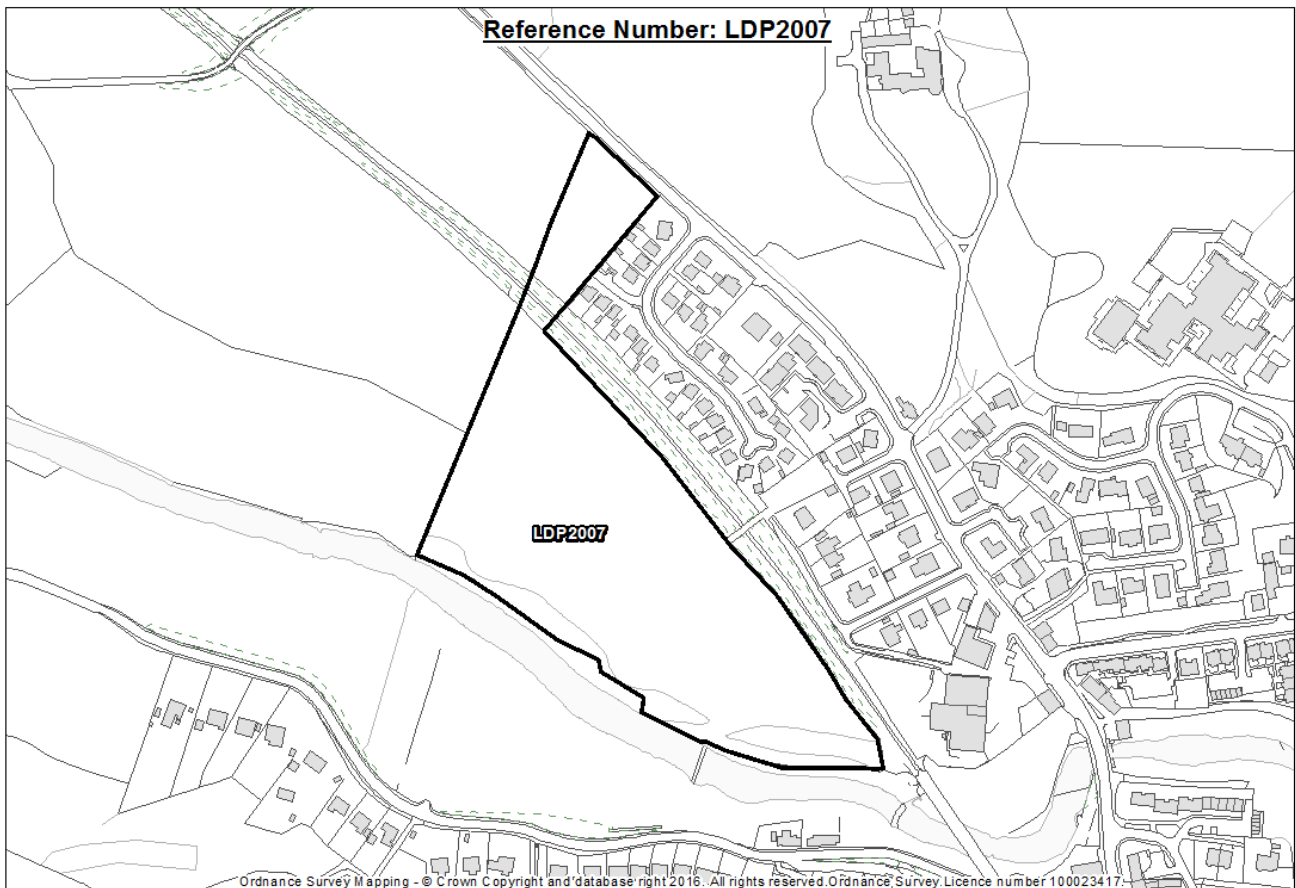 Reference Number: LDP2007
LDP2007
Ordnance Survey Mapping - © Crown Copyright and database right 2016. All rights reserved.Ordnance Survey Licence number 100023417.